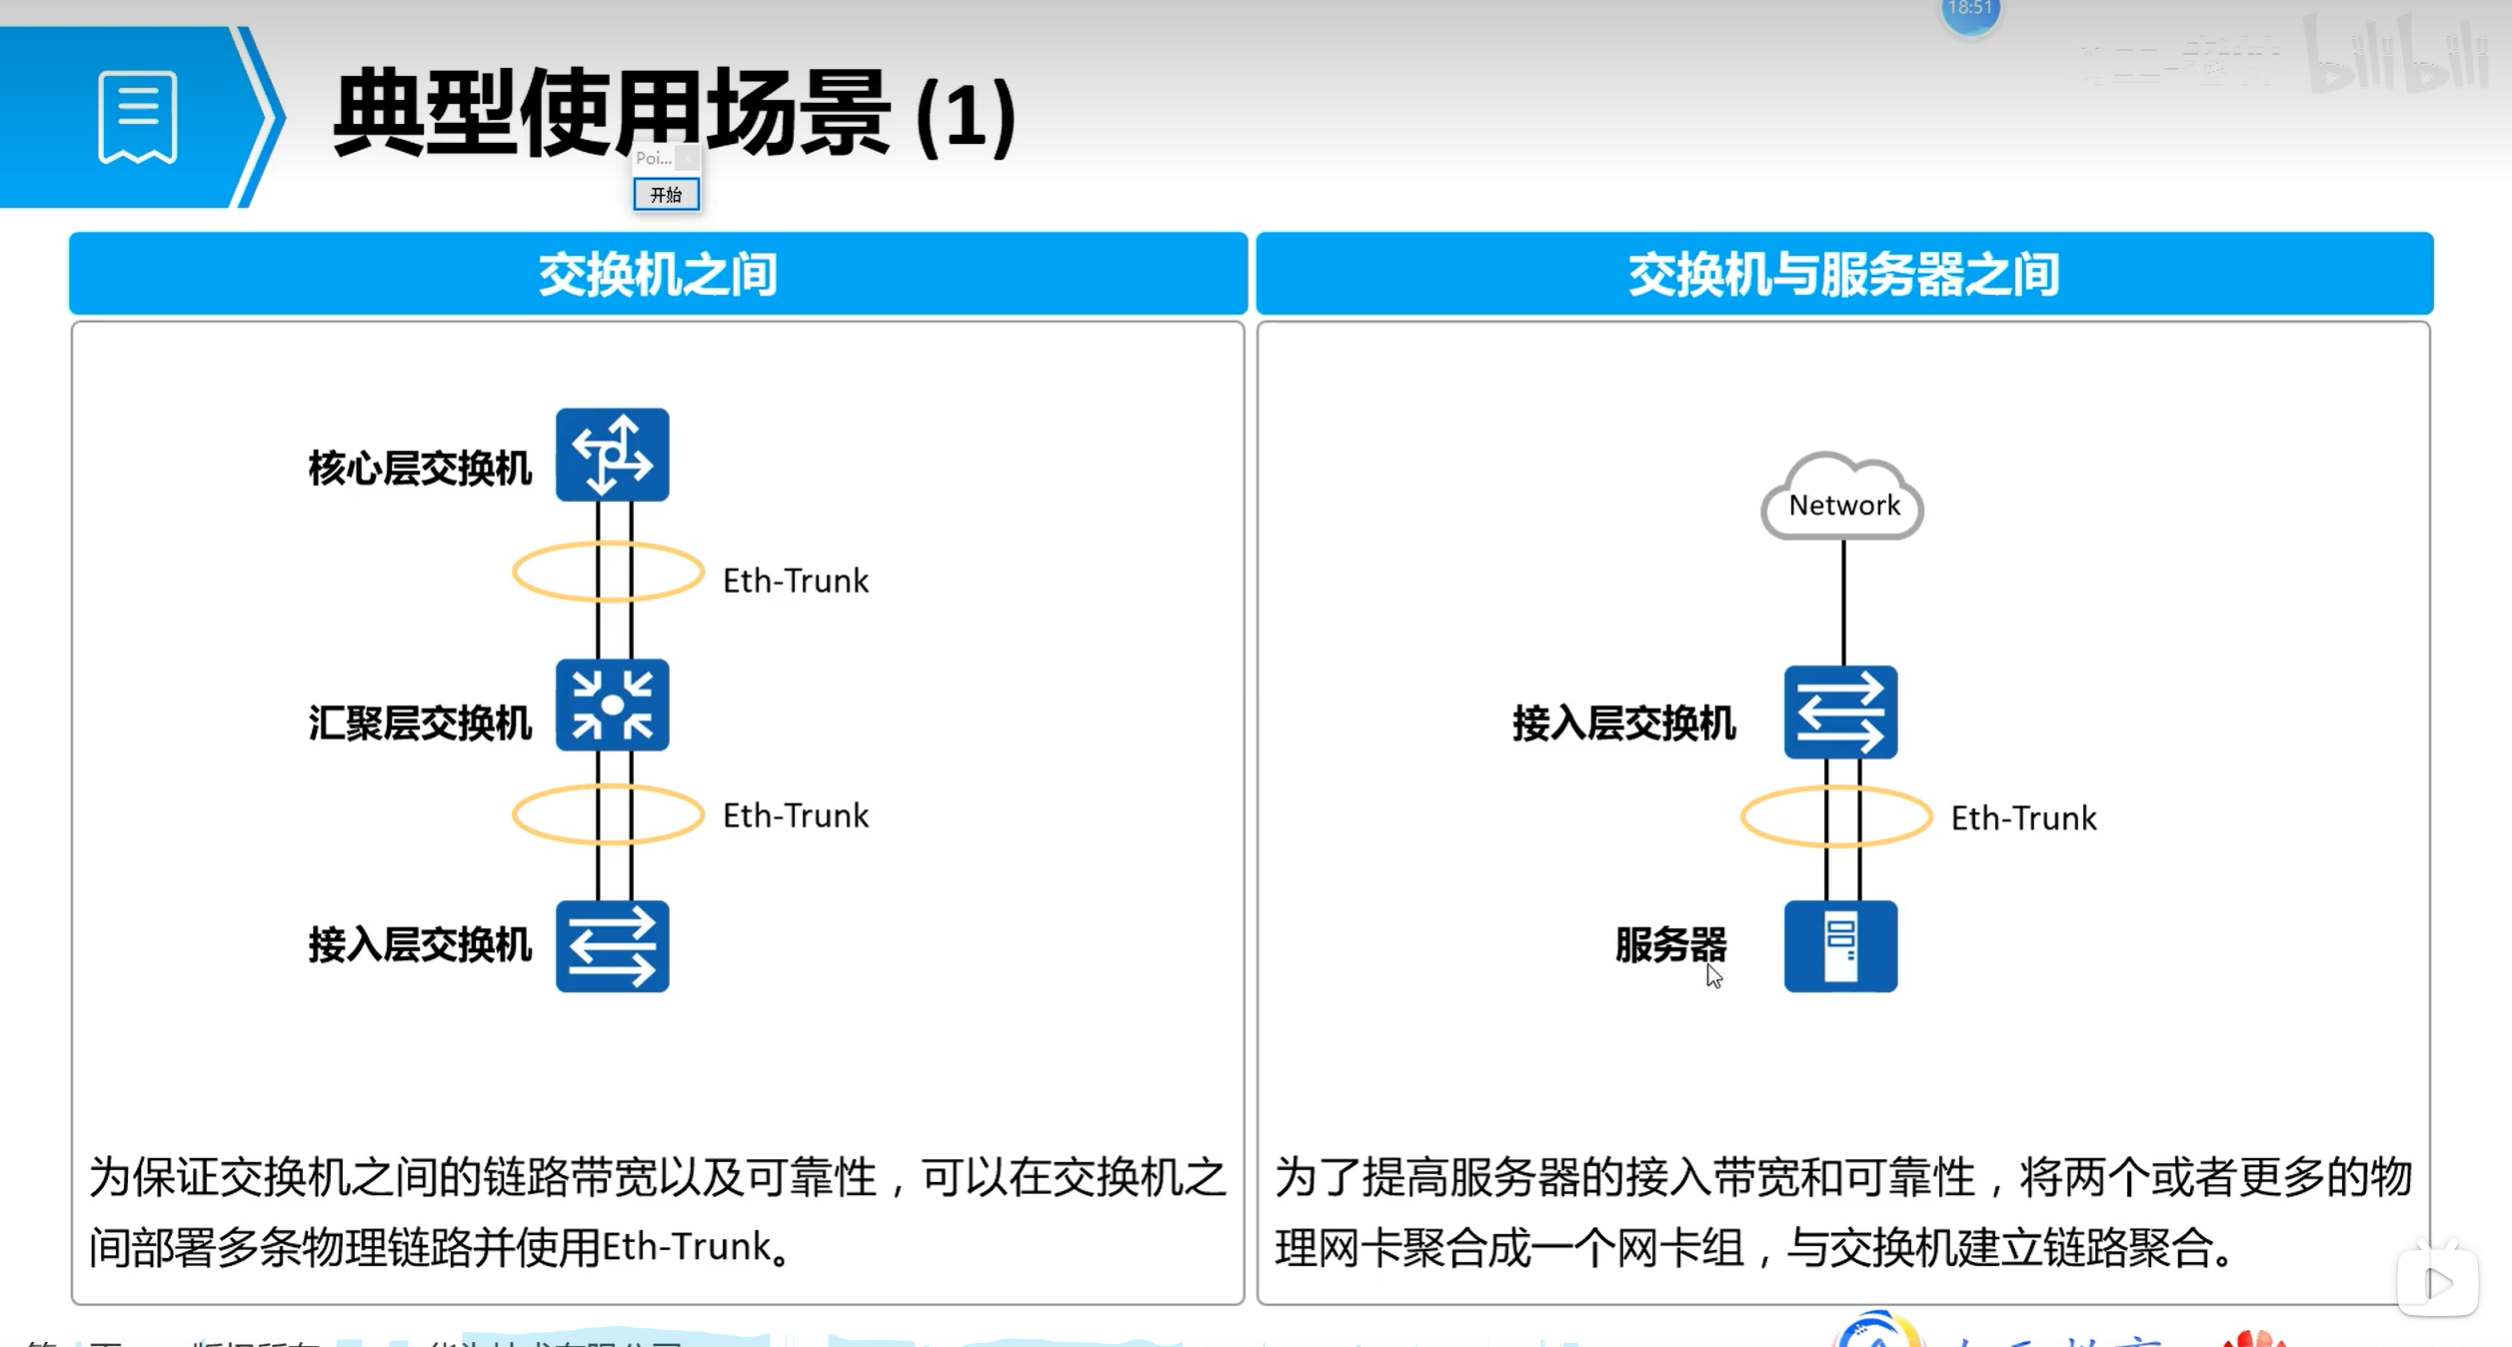 18:51
bilibili
典型使用场景 (1)
Poi...
开始
交换机之间
交换机与服务器之间
核心层交换机
Eth-Trunk
汇聚层交换机
Eth-Trunk
接入层交换机
为保证交换机之间的链路带宽以及可靠性，可以在交换机之
间部署多条物理链路并使用Eth-Trunk。
Network
接入层交换机
Eth-Trunk
服务器
为了提高服务器的接入带宽和可靠性，将两个或者更多的物
理网卡聚合成一个网卡组，与交换机建立链路聚合。